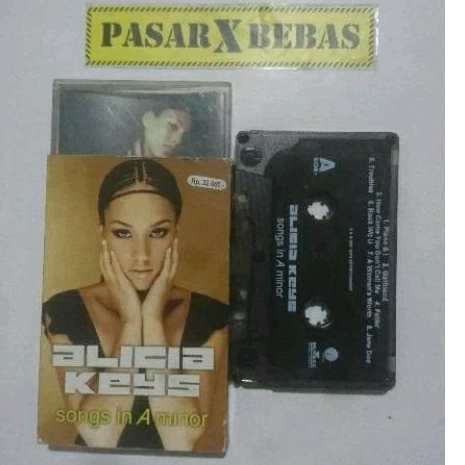 PASAR X BEBAS
Rp. 22.000,-
alicia
keys
songs in A minor
A
SIDE
alicia keys
songs in A minor
1. Piano & I 2. Girlfriend
3. How Come You Don't Call Me 4. Fallin'
5. Troubles 6. Rock Wit U 7. A Woman's Worth 8. Jane Doe
BMG